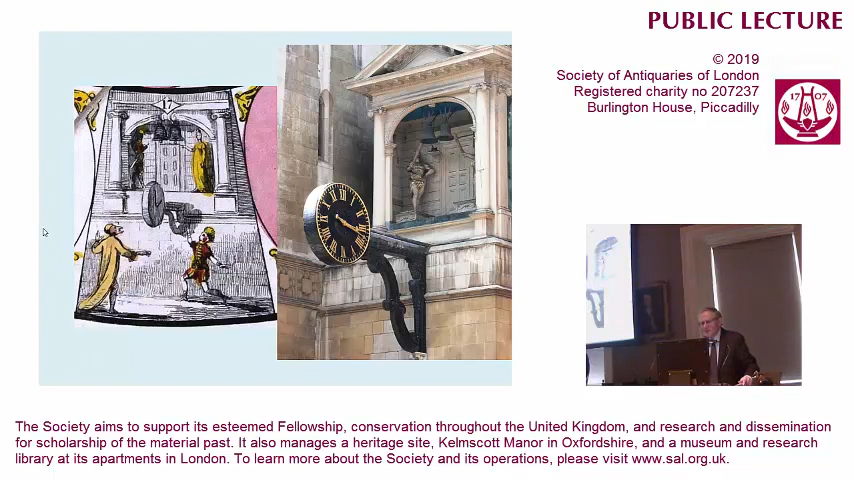 PUBLIC LECTURE
© 2019
Society of Antiquaries of London
Registered charity no 207237
Burlington House, Piccadilly
17 07
The Society aims to support its esteemed Fellowship, conservation throughout the United Kingdom, and research and dissemination
for scholarship of the material past. It also manages a heritage site, Kelmscott Manor in Oxfordshire, and a museum and research
library at its apartments in London. To learn more about the Society and its operations, please visit www.sal.org.uk.